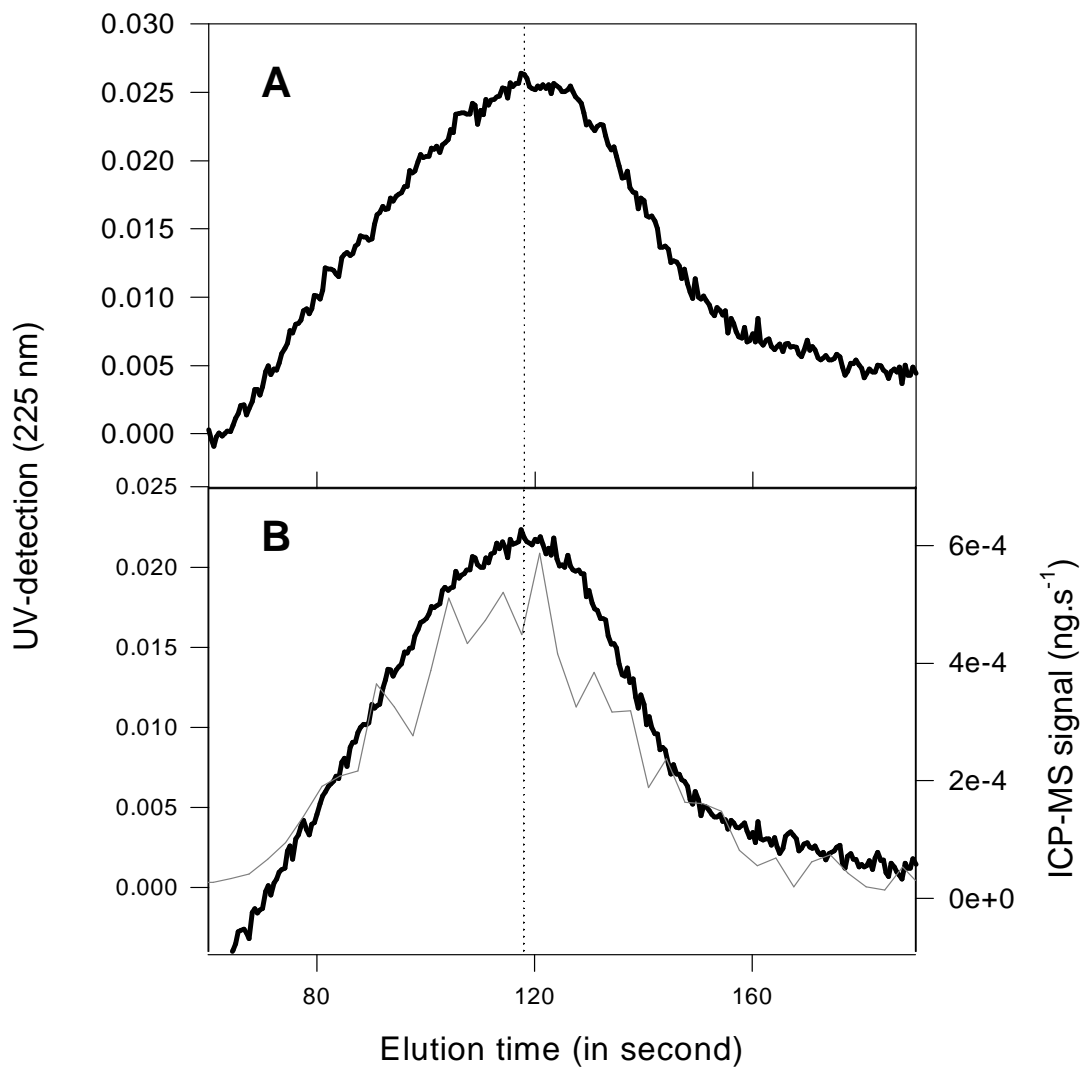 0.030
A
0.025
0.020
0.015
0.010
0.005
0.000
UV-detection (225 nm)
0.025
B
0.020
0.015
0.010
0.005
0.000
6e-4
4e-4
2e-4
0e+0
ICP-MS signal (ng.s-1)
80 120 160
Elution time (in second)